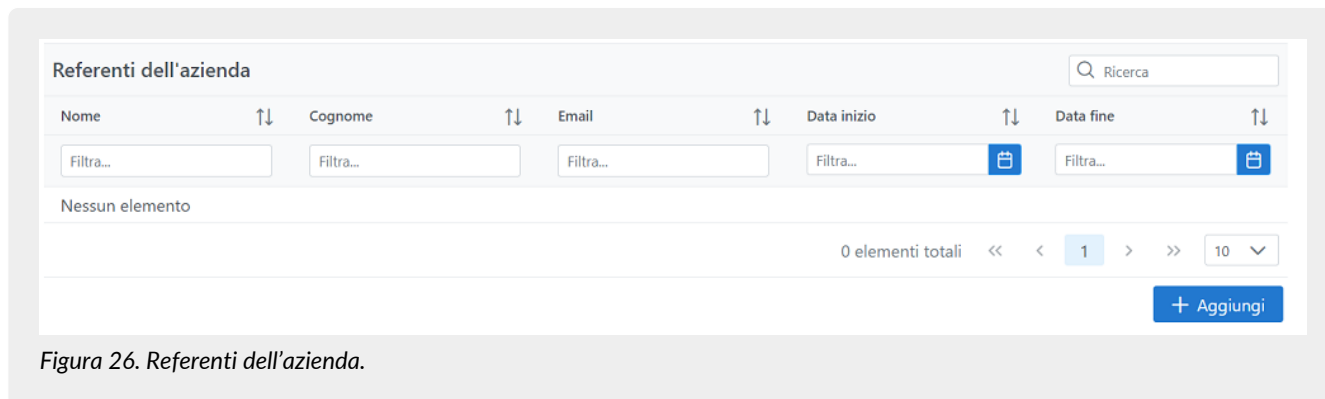 Referenti dell'azienda Ricerca
Nome Cognome Email Data inizio Data fine
Filtra... Filtra... Filtra... Filtra... Filtra...
Nessun elemento
0 elementi totali << < 1 > >> 10
+ Aggiungi
Figura 26. Referenti dell’azienda.